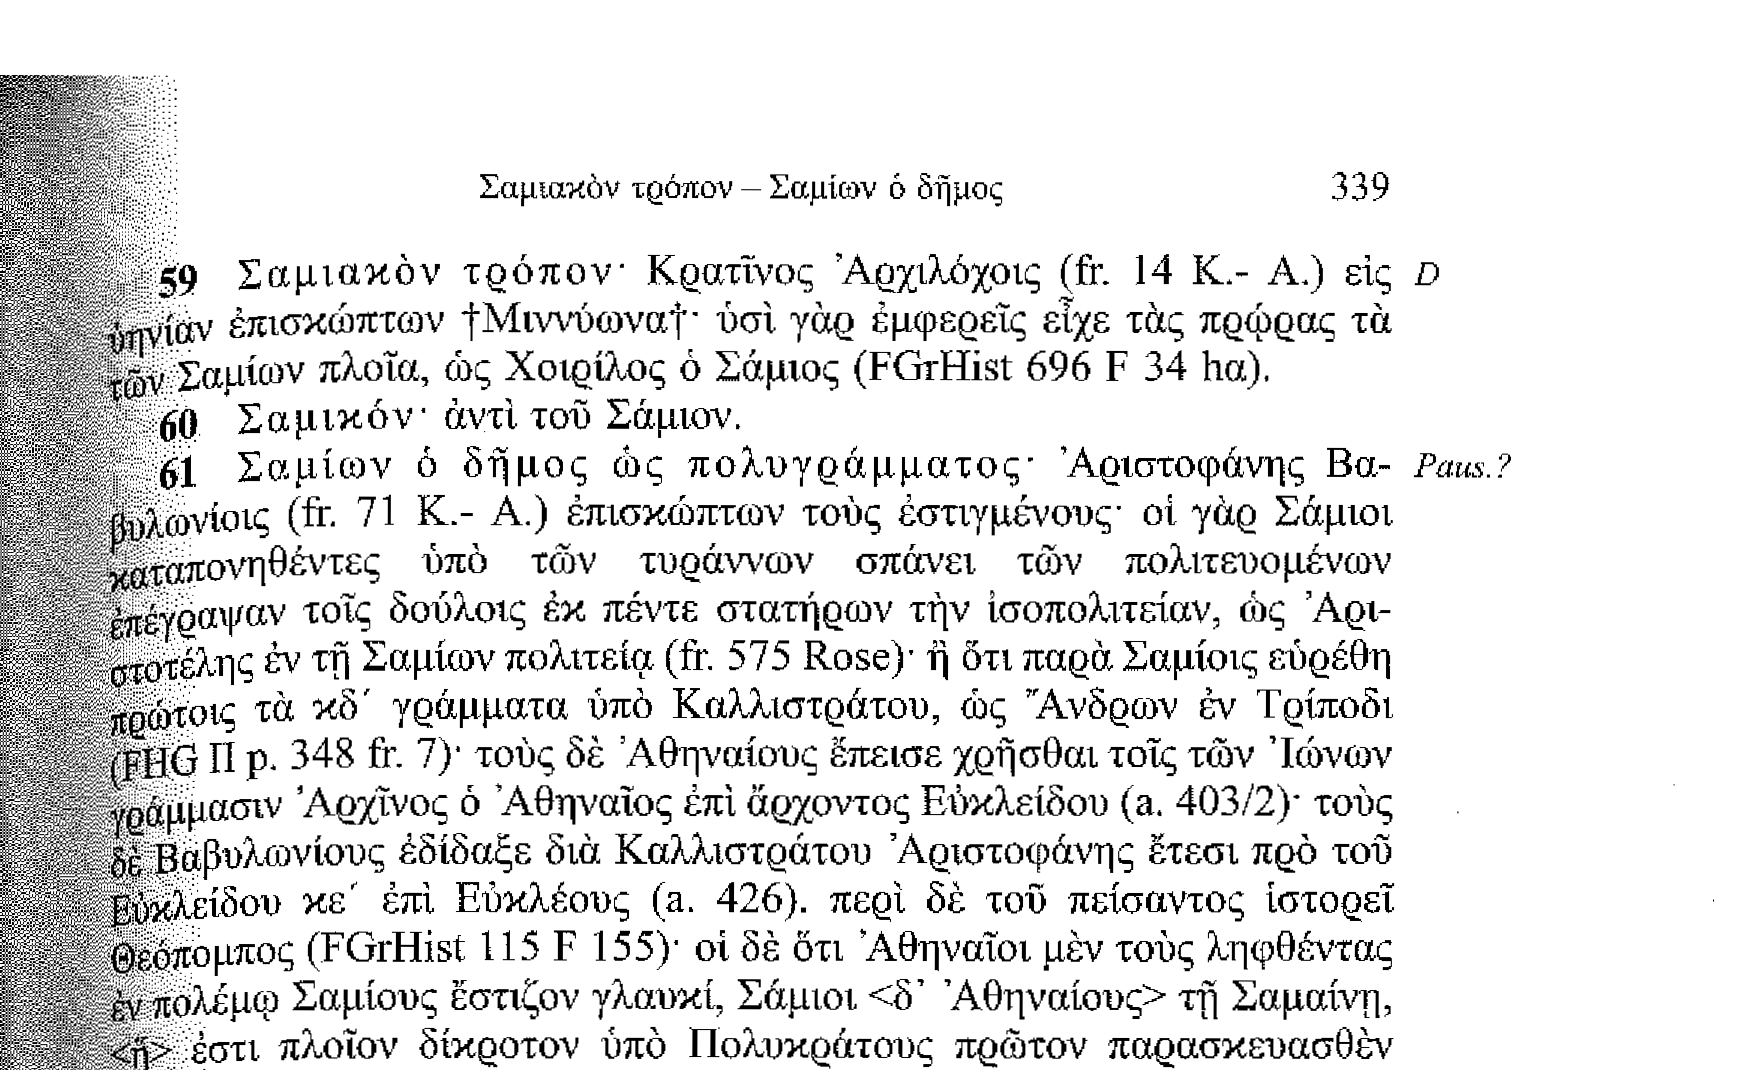 Σαμιακὸν τρόπον – Σαμίων ὁ δῆμος 339
59 Σαμιακὸν τρόπον· Κρατῖνος Ἀρχιλόχοις (fr. 14 K.- A.) εἰς D
ὑηνίαν ἐπισκώπτων †Μιννύωνα†· ὑσὶ γὰρ ἐμφερεῖς εἶχε τὰς πρῴρας τὰ
τῶν Σαμίων πλοῖα, ὡς Χοιρίλος ὁ Σάμιος (FGrHist 696 F 34 ha).
60 Σαμικόν· ἀντὶ τοῦ Σάμιον.
61 Σαμίων ὁ δῆμος ὡς πολυγράμματος· Ἀριστοφάνης Βα- Paus.?
βυλωνίοις (fr. 71 K.- A.) ἐπισκώπτων τοὺς ἐστιγμένους· οἱ γὰρ Σάμιοι
καταπονηθέντες ὑπὸ τῶν τυράννων σπάνει τῶν πολιτευομένων
ἐπέγραψαν τοῖς δούλοις ἐκ πέντε στατήρων τὴν ἰσοπολιτείαν, ὡς Ἀρι-
στοτέλης ἐν τῇ Σαμίων πολιτείᾳ (fr. 575 Rose)· ἢ ὅτι παρὰ Σαμίοις εὑρέθη
πρώτοις τὰ κδ´ γράμματα ὑπὸ Καλλιστράτου, ὡς Ἄνδρων ἐν Τρίποδι
(FHG II p. 348 fr. 7)· τοὺς δὲ Ἀθηναίους ἔπεισε χρῆσθαι τοῖς τῶν Ἰώνων
γράμμασιν Ἀρχῖνος ὁ Ἀθηναῖος ἐπὶ ἄρχοντος Εὐκλείδου (a. 403/2)· τοὺς
δὲ Βαβυλωνίους ἐδίδαξε διὰ Καλλιστράτου Ἀριστοφάνης ἔτεσι πρὸ τοῦ
Εὐκλείδου κε´ ἐπὶ Εὐκλέους (a. 426). περὶ δὲ τοῦ πείσαντος ἱστορεῖ
Θεόπομπος (FGrHist 115 F 155)· οἱ δὲ ὅτι Ἀθηναῖοι μὲν τοὺς ληφθέντας
ἐν πολέμῳ Σαμίους ἔστιζον γλαυκί, Σάμιοι <δ᾽ Ἀθηναίους> τῇ Σαμαίνῃ,
<ἥ> ἐστι πλοῖον δίκροτον ὑπὸ Πολυκράτους πρῶτον παρασκευασθὲν